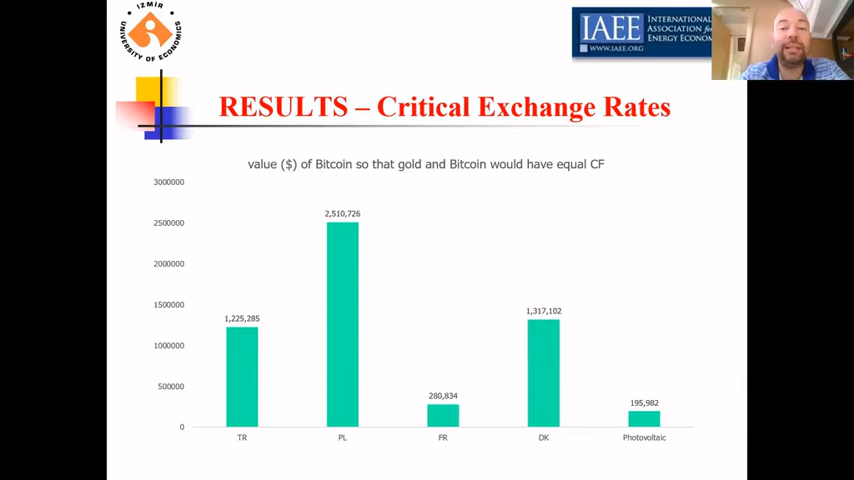 IZMIR
UNIVERSITY OF ECONOMICS
IAEE
WWW.IAEE.ORG
INTERNATIONAL
ASSOCIATION for
ENERGY ECONOM
RESULTS – Critical Exchange Rates
value ($) of Bitcoin so that gold and Bitcoin would have equal CF
3000000
2500000
2000000
1500000
1000000
500000
0
1,225,285
2,510,726
280,834
1,317,102
195,982
TR
PL
FR
DK
Photovoltaic